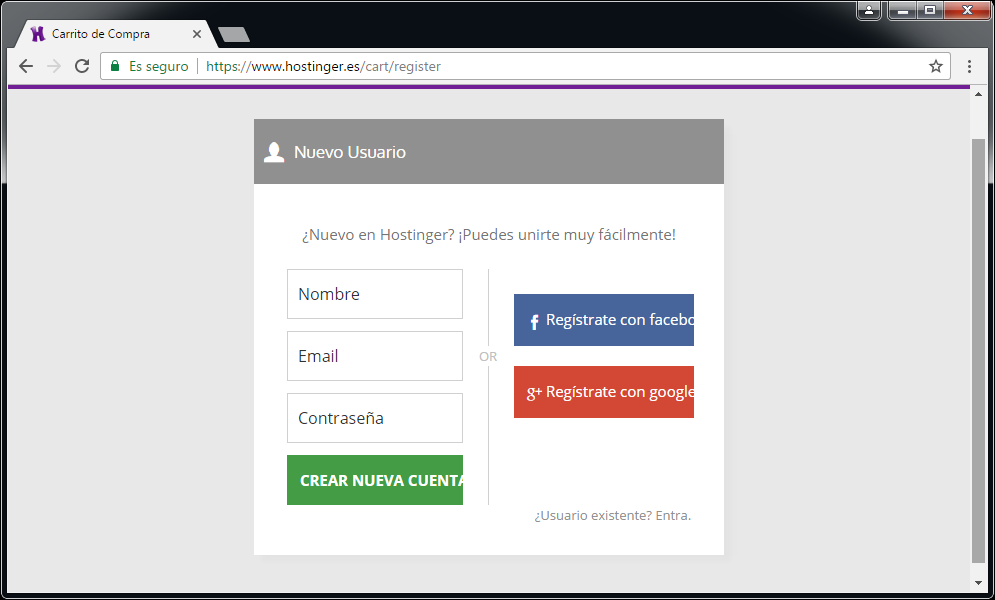 Carrito de Compra
Es seguro | https://www.hostinger.es/cart/register
Nuevo Usuario
¿Nuevo en Hostinger? ¡Puedes unirte muy fácilmente!
Nombre
Email
Contraseña
CREAR NUEVA CUENTA
OR
f Regístrate con facebo
g+ Regístrate con google
¿Usuario existente? Entra.